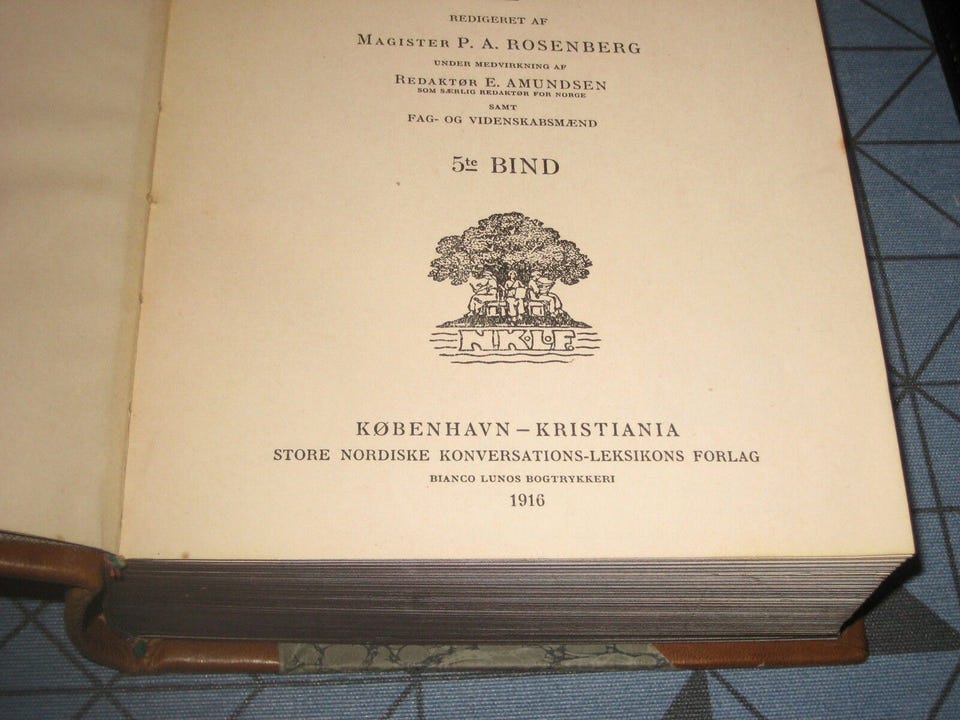 REDIGERET AF
MAGISTER P. A. ROSENBERG
UNDER MEDVIRKNING AF
REDAKTØR E. AMUNDSEN
SOM SÆRLIG REDAKTØR FOR NORGE
SAMT
FAG- OG VIDENSKABSMÆND
5te BIND
N·K·L·F
KØBENHAVN – KRISTIANIA
STORE NORDISKE KONVERSATIONS-LEKSIKONS FORLAG
BIANCO LUNOS BOGTRYKKERI
1916